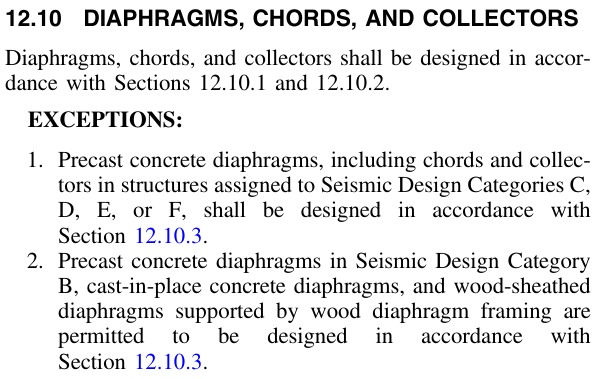 12.10 DIAPHRAGMS, CHORDS, AND COLLECTORS
Diaphragms, chords, and collectors shall be designed in accor-
dance with Sections 12.10.1 and 12.10.2.
EXCEPTIONS:
1. Precast concrete diaphragms, including chords and collec-
tors in structures assigned to Seismic Design Categories C,
D, E, or F, shall be designed in accordance with
Section 12.10.3.
2. Precast concrete diaphragms in Seismic Design Category
B, cast-in-place concrete diaphragms, and wood-sheathed
diaphragms supported by wood diaphragm framing are
permitted to be designed in accordance with
Section 12.10.3.